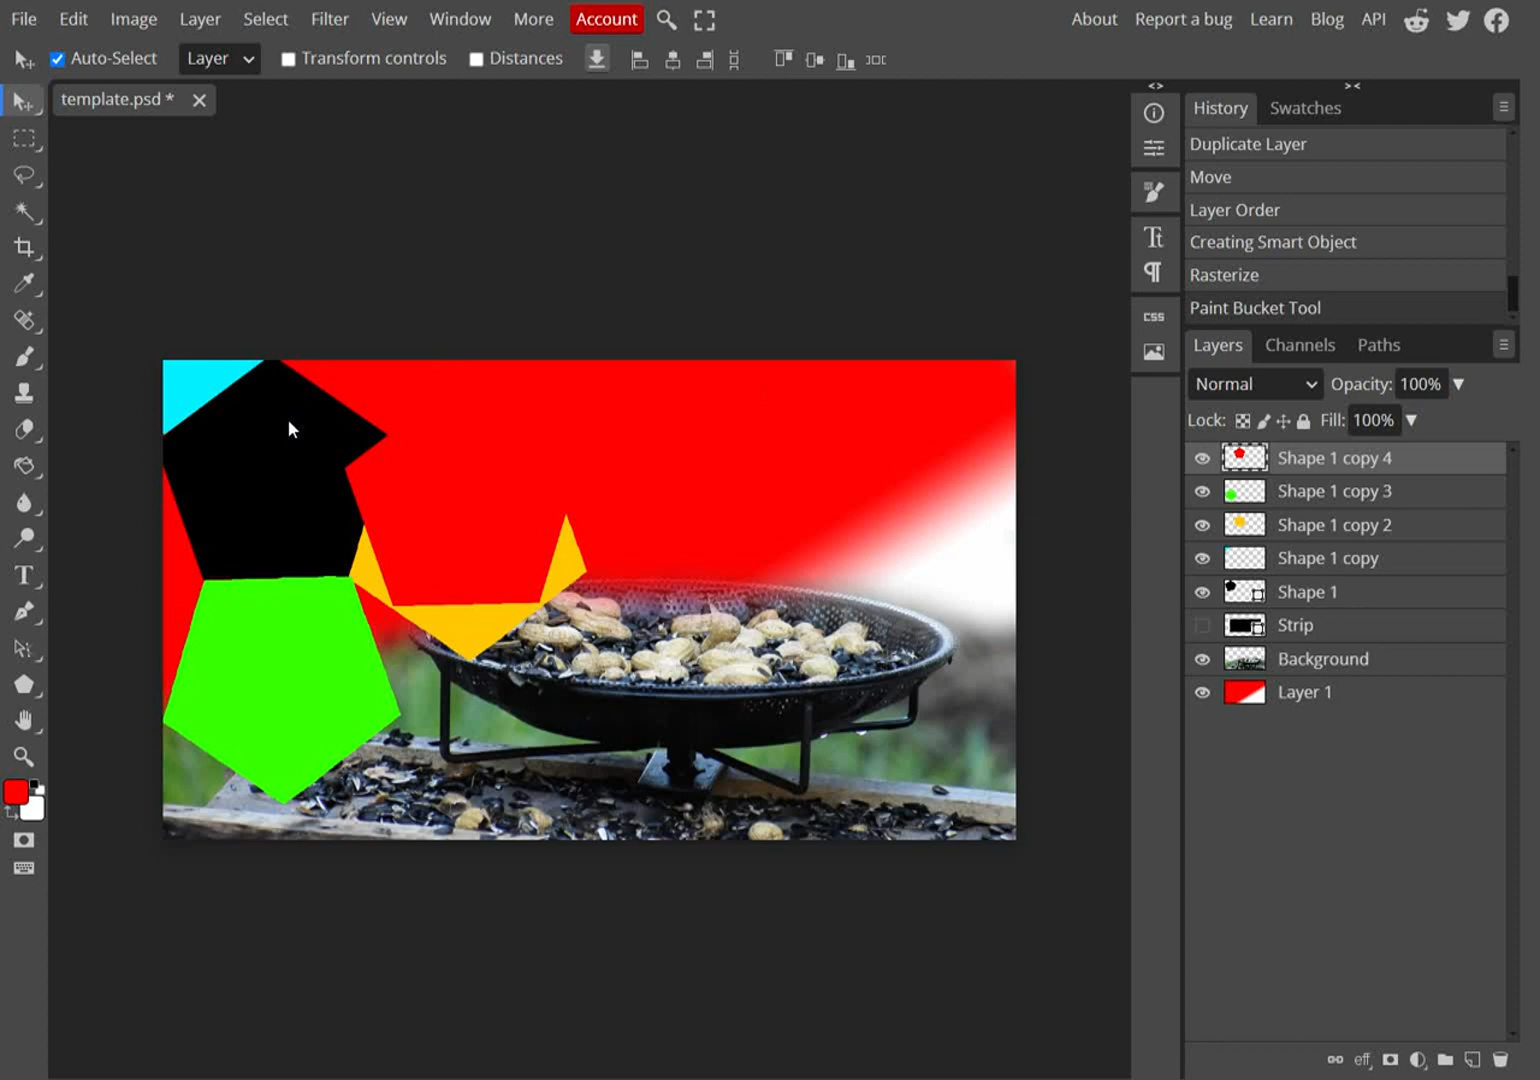 File Edit Image Layer Select Filter View Window More Account About Report a bug Learn Blog API
Auto-Select Layer Transform controls Distances
template.psd *
History Swatches
Duplicate Layer
Move
Layer Order
Creating Smart Object
Rasterize
Paint Bucket Tool
CSS
Layers Channels Paths
Normal Opacity: 100%
Lock: Fill: 100%
Shape 1 copy 4
Shape 1 copy 3
Shape 1 copy 2
Shape 1 copy
Shape 1
Strip
Background
Layer 1
eff